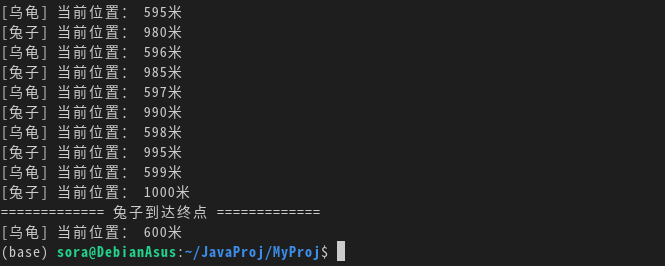 [乌龟] 当前位置： 595米
[兔子] 当前位置： 980米
[乌龟] 当前位置： 596米
[兔子] 当前位置： 985米
[乌龟] 当前位置： 597米
[兔子] 当前位置： 990米
[乌龟] 当前位置： 598米
[兔子] 当前位置： 995米
[乌龟] 当前位置： 599米
[兔子] 当前位置： 1000米
============= 兔子到达终点 =============
[乌龟] 当前位置： 600米
(base) sora@DebianAsus:~/JavaProj/MyProj$